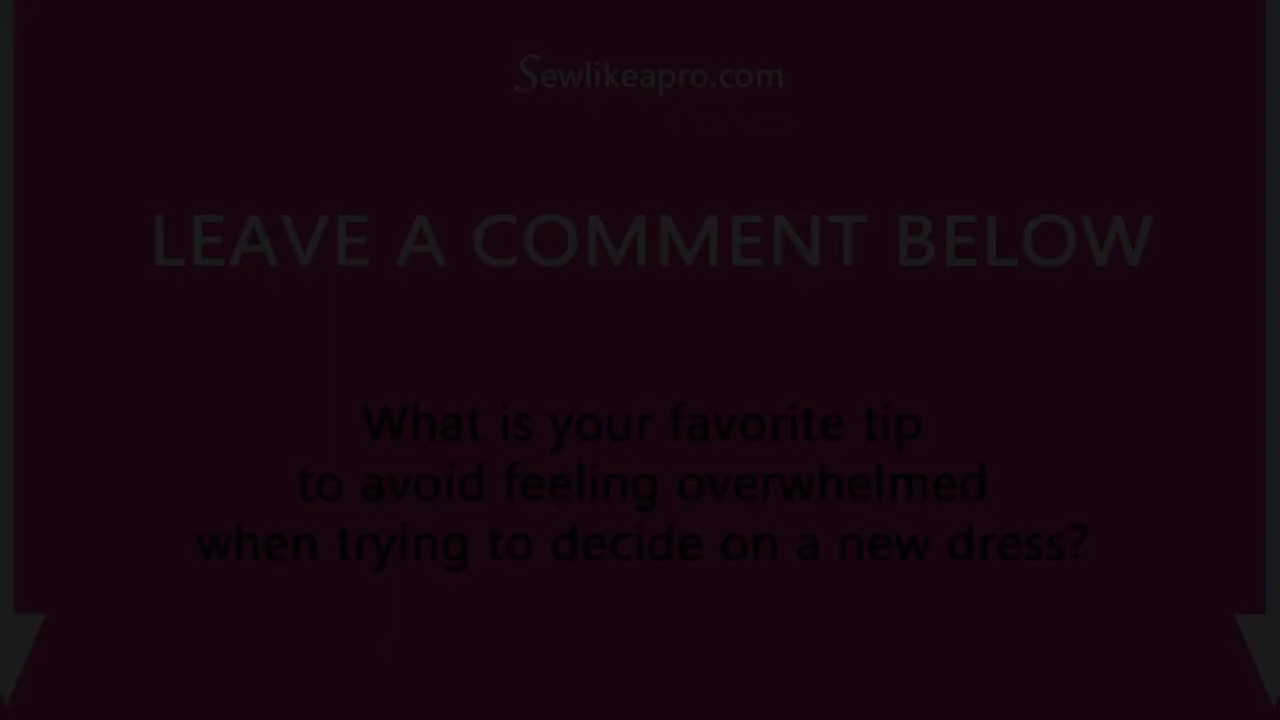 Sewlikeapro.com
LEAVE A COMMENT BELOW
What is your favorite tip
to avoid feeling overwhelmed
when trying to decide on a new dress?